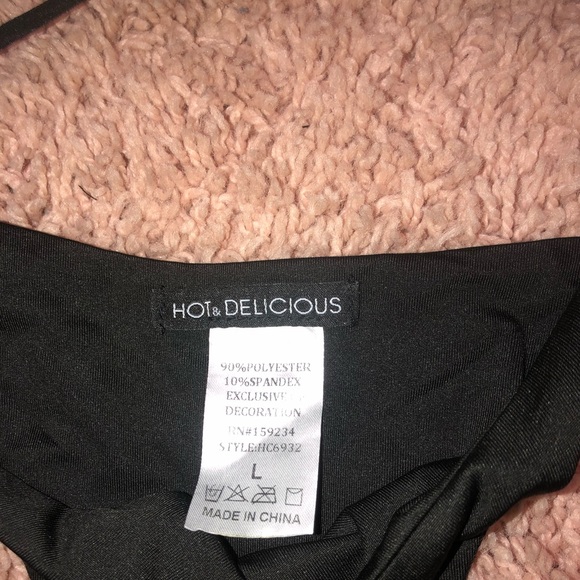 HOT & DELICIOUS
90%POLYESTER
10%SPANDEX
EXCLUSIVE
DECORATION
RN#159234
STYLE:HC6932
L
MADE IN CHINA